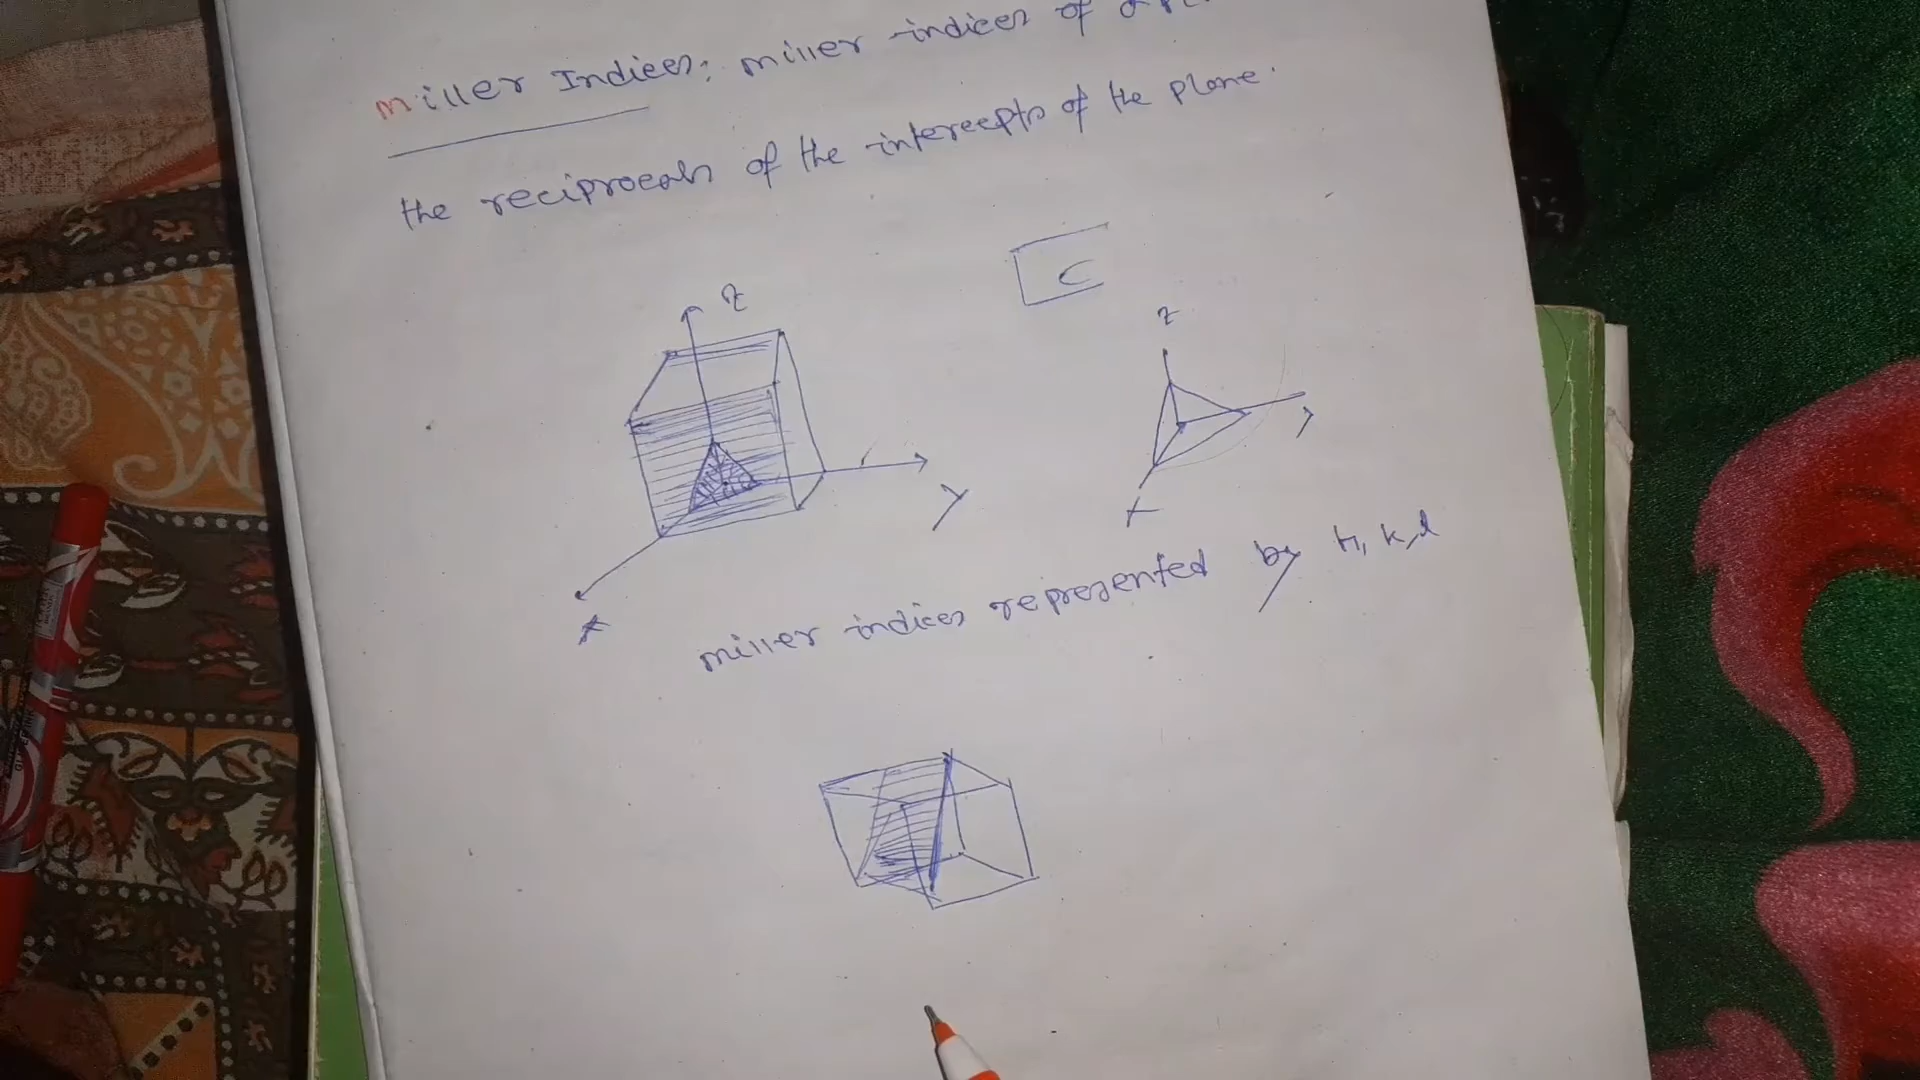 Miller Indices: miller indices of a
the reciprocals of the intercepts of the plane.
C
z
z
y
y
x
x
miller indices represented by h, k, l